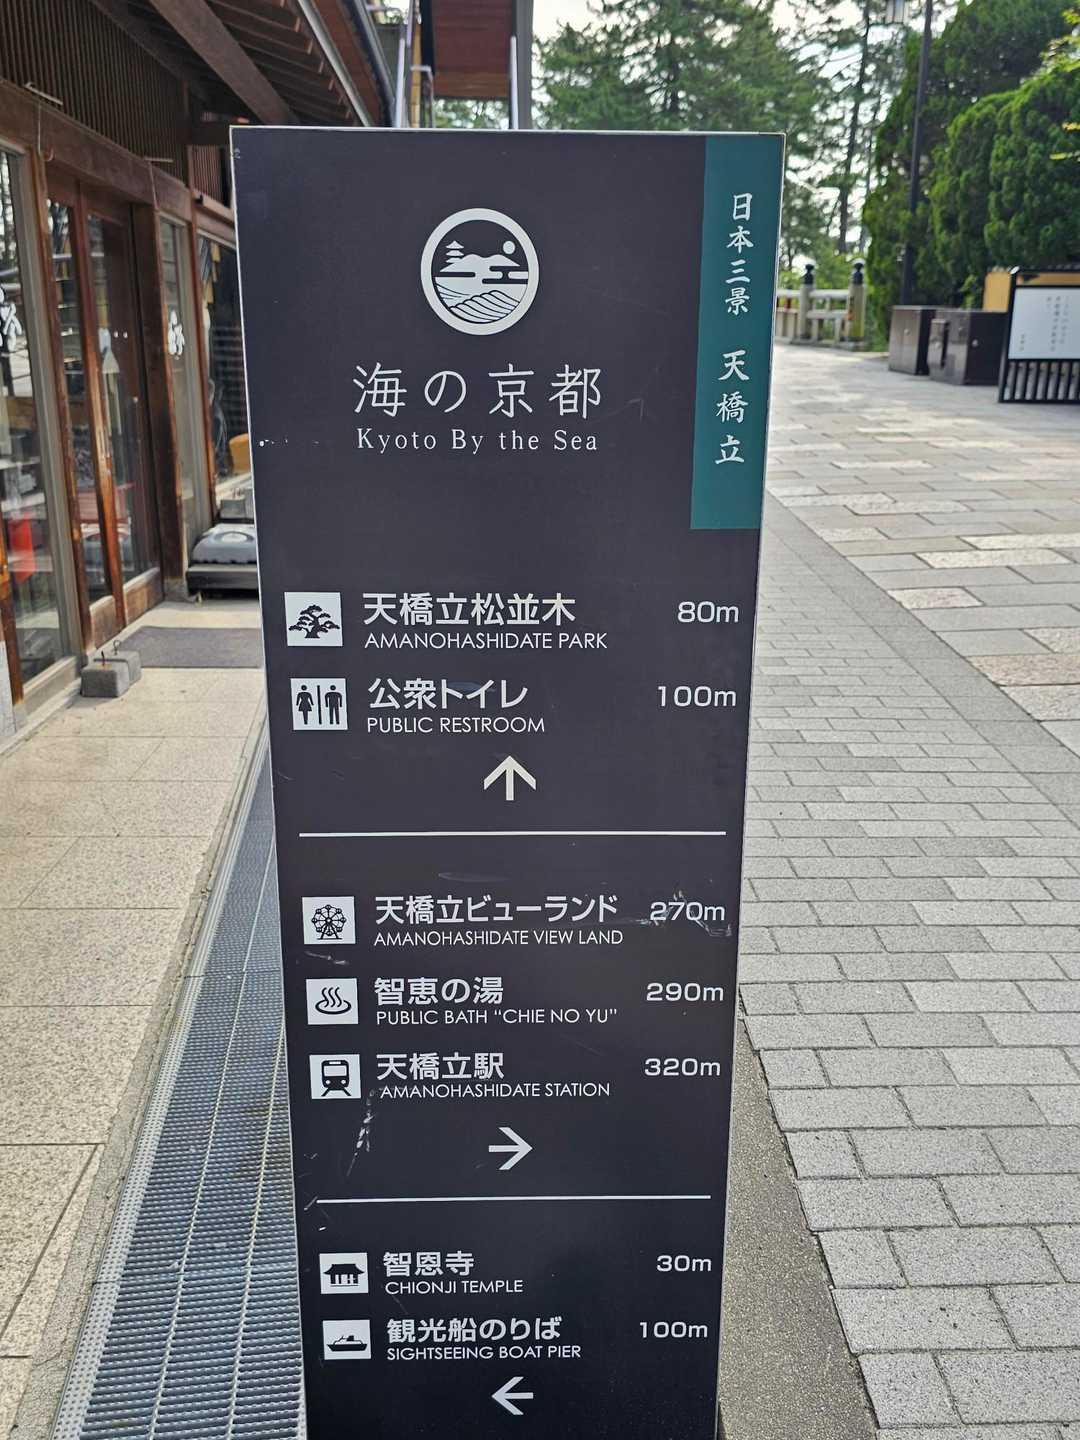 日本三景 天橋立
海の京都
Kyoto By the Sea
天橋立松並木 80m
AMANOHASHIDATE PARK
公衆トイレ 100m
PUBLIC RESTROOM
↑
天橋立ビューランド 270m
AMANOHASHIDATE VIEW LAND
智恵の湯 290m
PUBLIC BATH “CHIE NO YU”
天橋立駅 320m
AMANOHASHIDATE STATION
→
智恩寺 30m
CHIONJI TEMPLE
観光船のりば 100m
SIGHTSEEING BOAT PIER
←